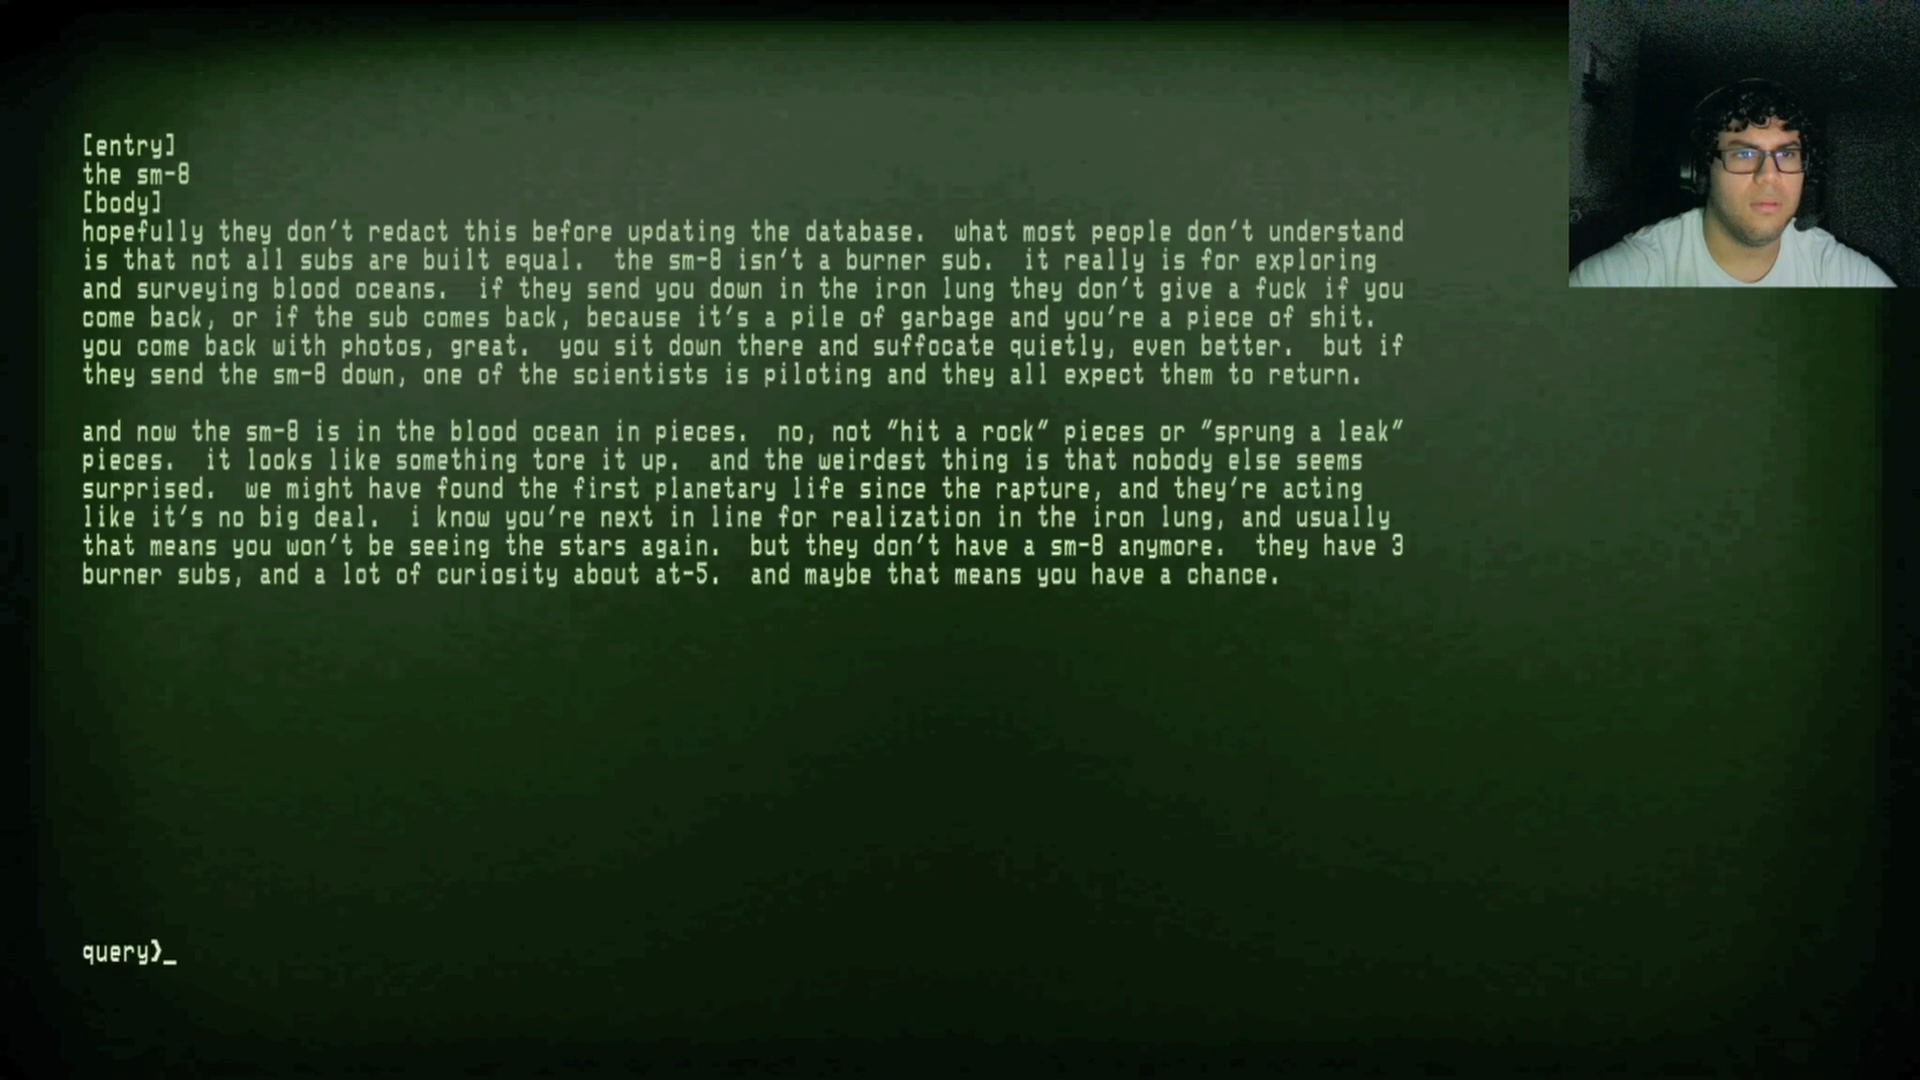 [entry]
the sm-8
[body]
hopefully they don't redact this before updating the database.  what most people don't understand
is that not all subs are built equal.  the sm-8 isn't a burner sub.  it really is for exploring
and surveying blood oceans.  if they send you down in the iron lung they don't give a fuck if you
come back, or if the sub comes back, because it's a pile of garbage and you're a piece of shit.
you come back with photos, great.  you sit down there and suffocate quietly, even better.  but if
they send the sm-8 down, one of the scientists is piloting and they all expect them to return.

and now the sm-8 is in the blood ocean in pieces.  no, not "hit a rock" pieces or "sprung a leak"
pieces.  it looks like something tore it up.  and the weirdest thing is that nobody else seems
surprised.  we might have found the first planetary life since the rapture, and they're acting
like it's no big deal.  i know you're next in line for realization in the iron lung, and usually
that means you won't be seeing the stars again.  but they don't have a sm-8 anymore.  they have 3
burner subs, and a lot of curiosity about at-5.  and maybe that means you have a chance.

query}_